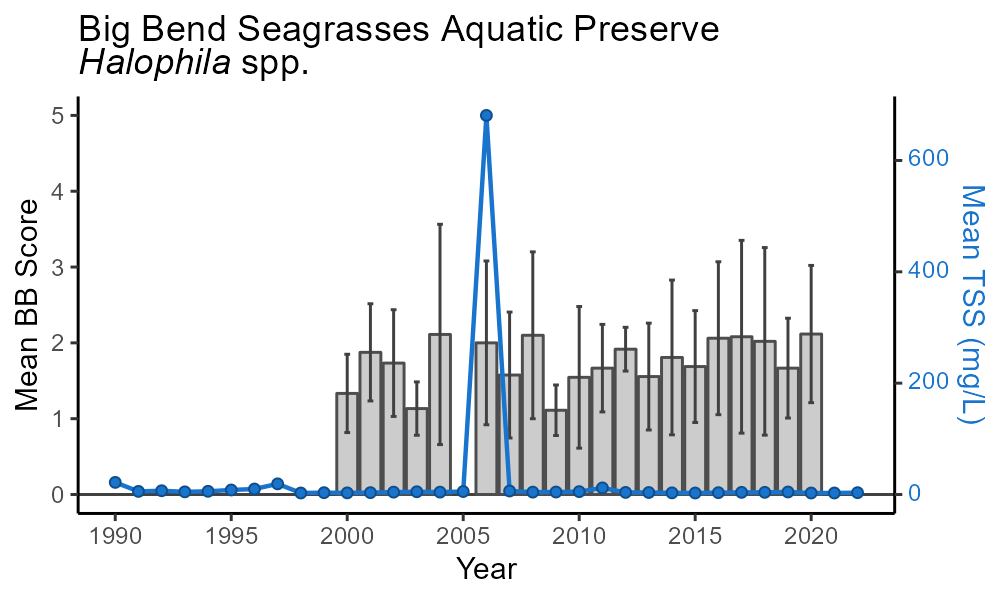 Big Bend Seagrasses Aquatic Preserve
Halophila spp.
5
4
3
2
1
0
Mean BB Score
600
400
200
0
Mean TSS (mg/L)
1990 1995 2000 2005 2010 2015 2020
Year